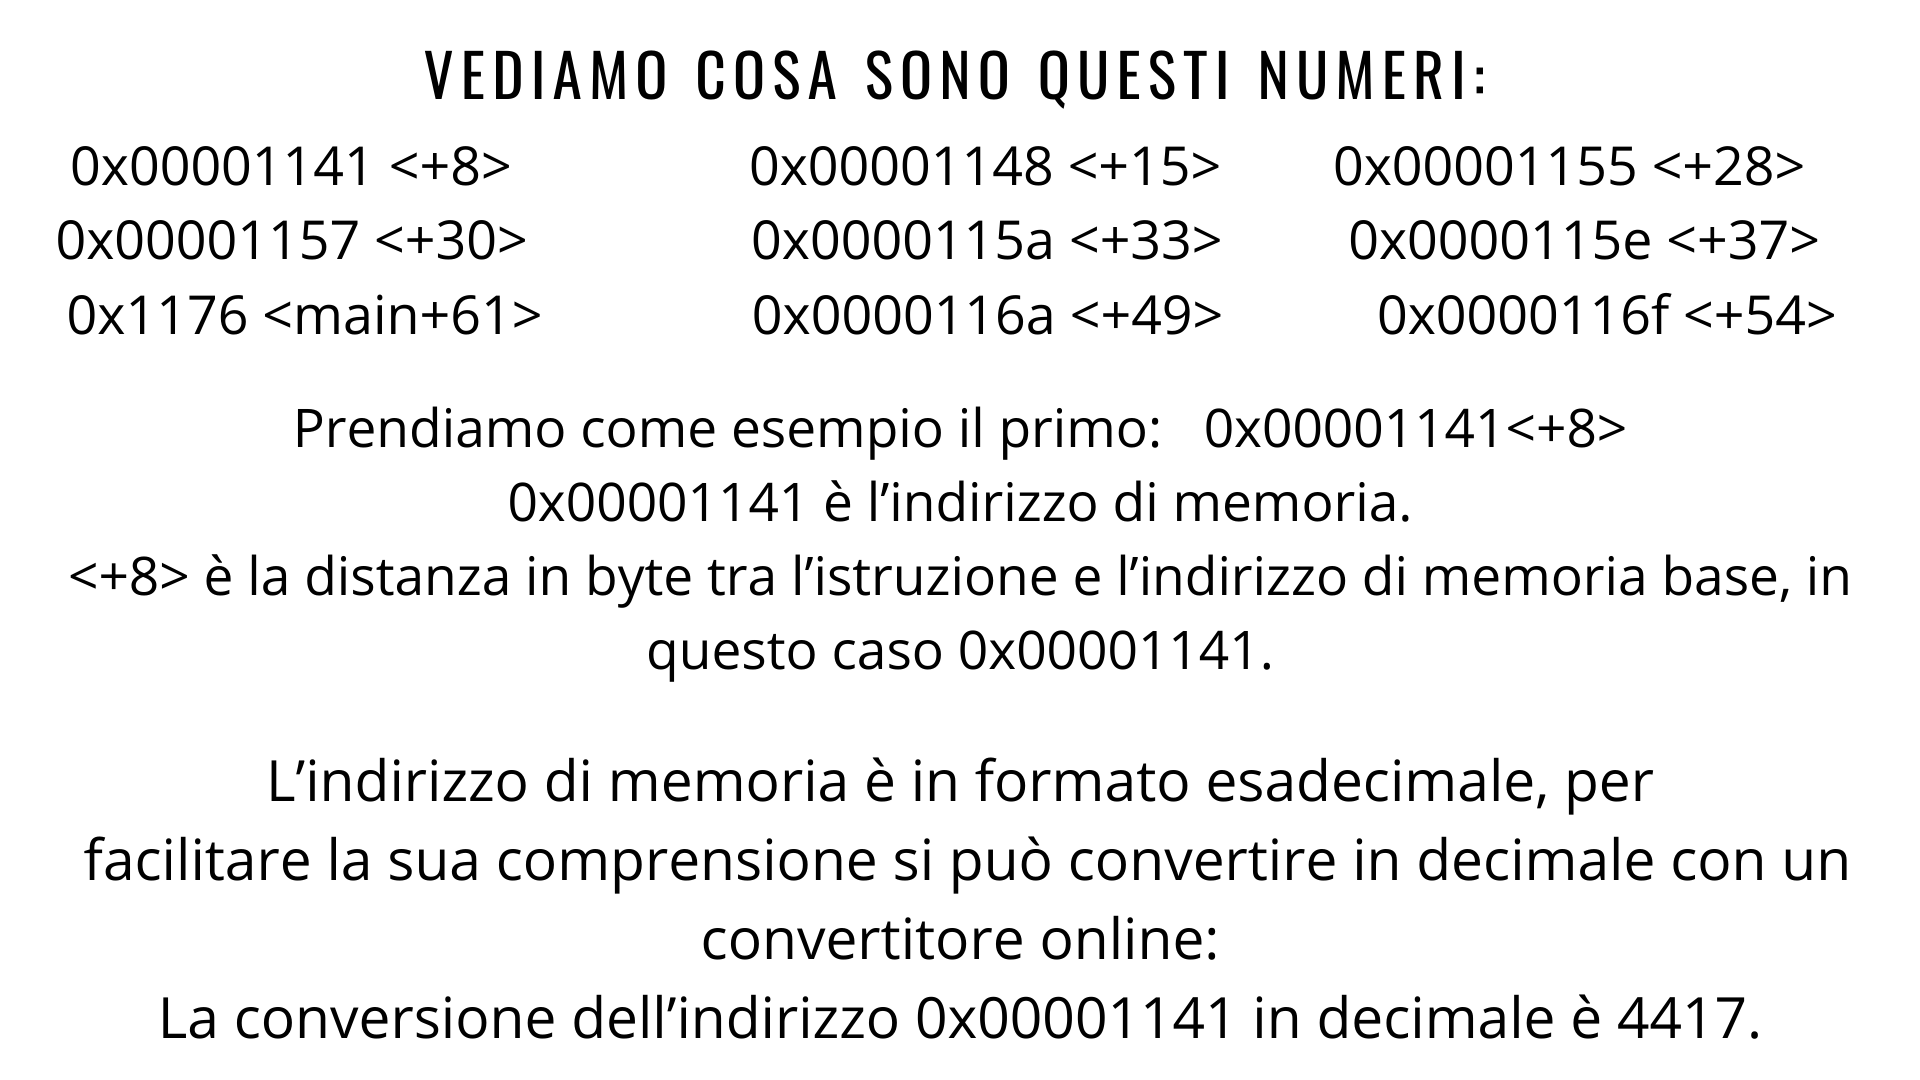 VEDIAMO COSA SONO QUESTI NUMERI:
0x00001141 <+8> 0x00001148 <+15> 0x00001155 <+28>
0x00001157 <+30> 0x0000115a <+33> 0x0000115e <+37>
0x1176 <main+61> 0x0000116a <+49> 0x0000116f <+54>
Prendiamo come esempio il primo: 0x00001141<+8>
0x00001141 è l’indirizzo di memoria.
<+8> è la distanza in byte tra l’istruzione e l’indirizzo di memoria base, in
questo caso 0x00001141.
L’indirizzo di memoria è in formato esadecimale, per
facilitare la sua comprensione si può convertire in decimale con un
convertitore online:
La conversione dell’indirizzo 0x00001141 in decimale è 4417.